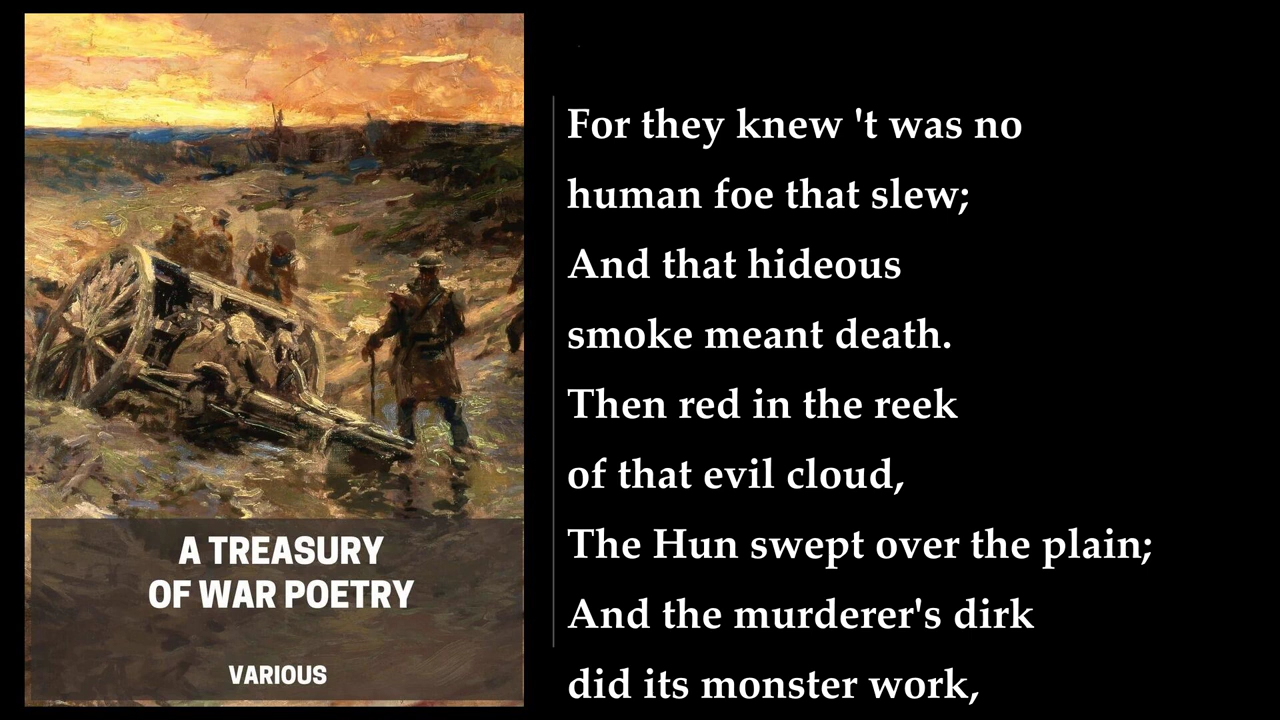 A TREASURY
OF WAR POETRY
VARIOUS
For they knew 't was no
human foe that slew;
And that hideous
smoke meant death.
Then red in the reek
of that evil cloud,
The Hun swept over the plain;
And the murderer's dirk
did its monster work,